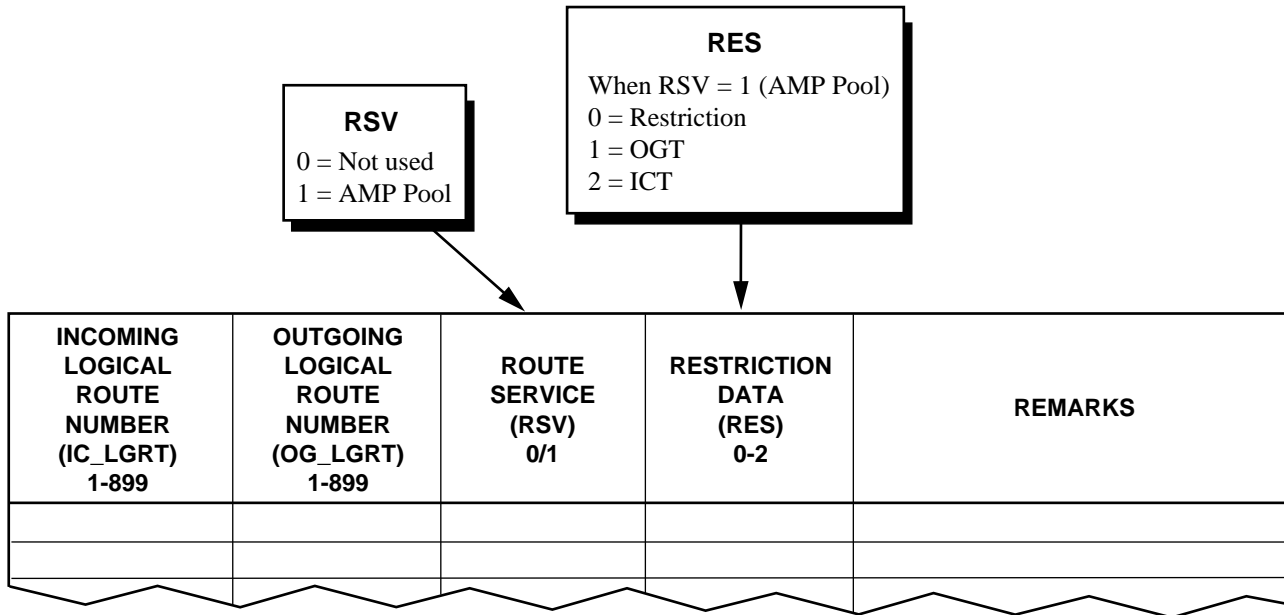 RES
When RSV = 1 (AMP Pool)
0 = Restriction
1 = OGT
2 = ICT
RSV
0 = Not used
1 = AMP Pool
INCOMING
LOGICAL
ROUTE
NUMBER
(IC_LGRT)
1-899
OUTGOING
LOGICAL
ROUTE
NUMBER
(OG_LGRT)
1-899
ROUTE
SERVICE
(RSV)
0/1
RESTRICTION
DATA
(RES)
0-2
REMARKS